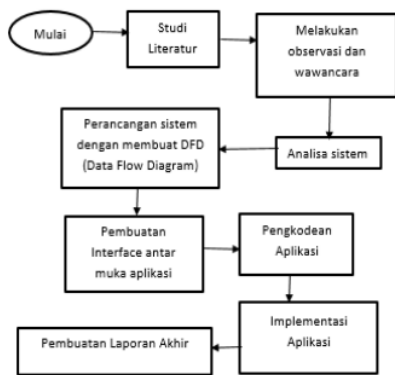 Mulai
Studi
Literatur
Melakukan
observasi dan
wawancara
Analisa sistem
Perancangan sistem
dengan membuat DFD
(Data Flow Diagram)
Pembuatan
Interface antar
muka aplikasi
Pengkodean
Aplikasi
Implementasi
Aplikasi
Pembuatan Laporan Akhir